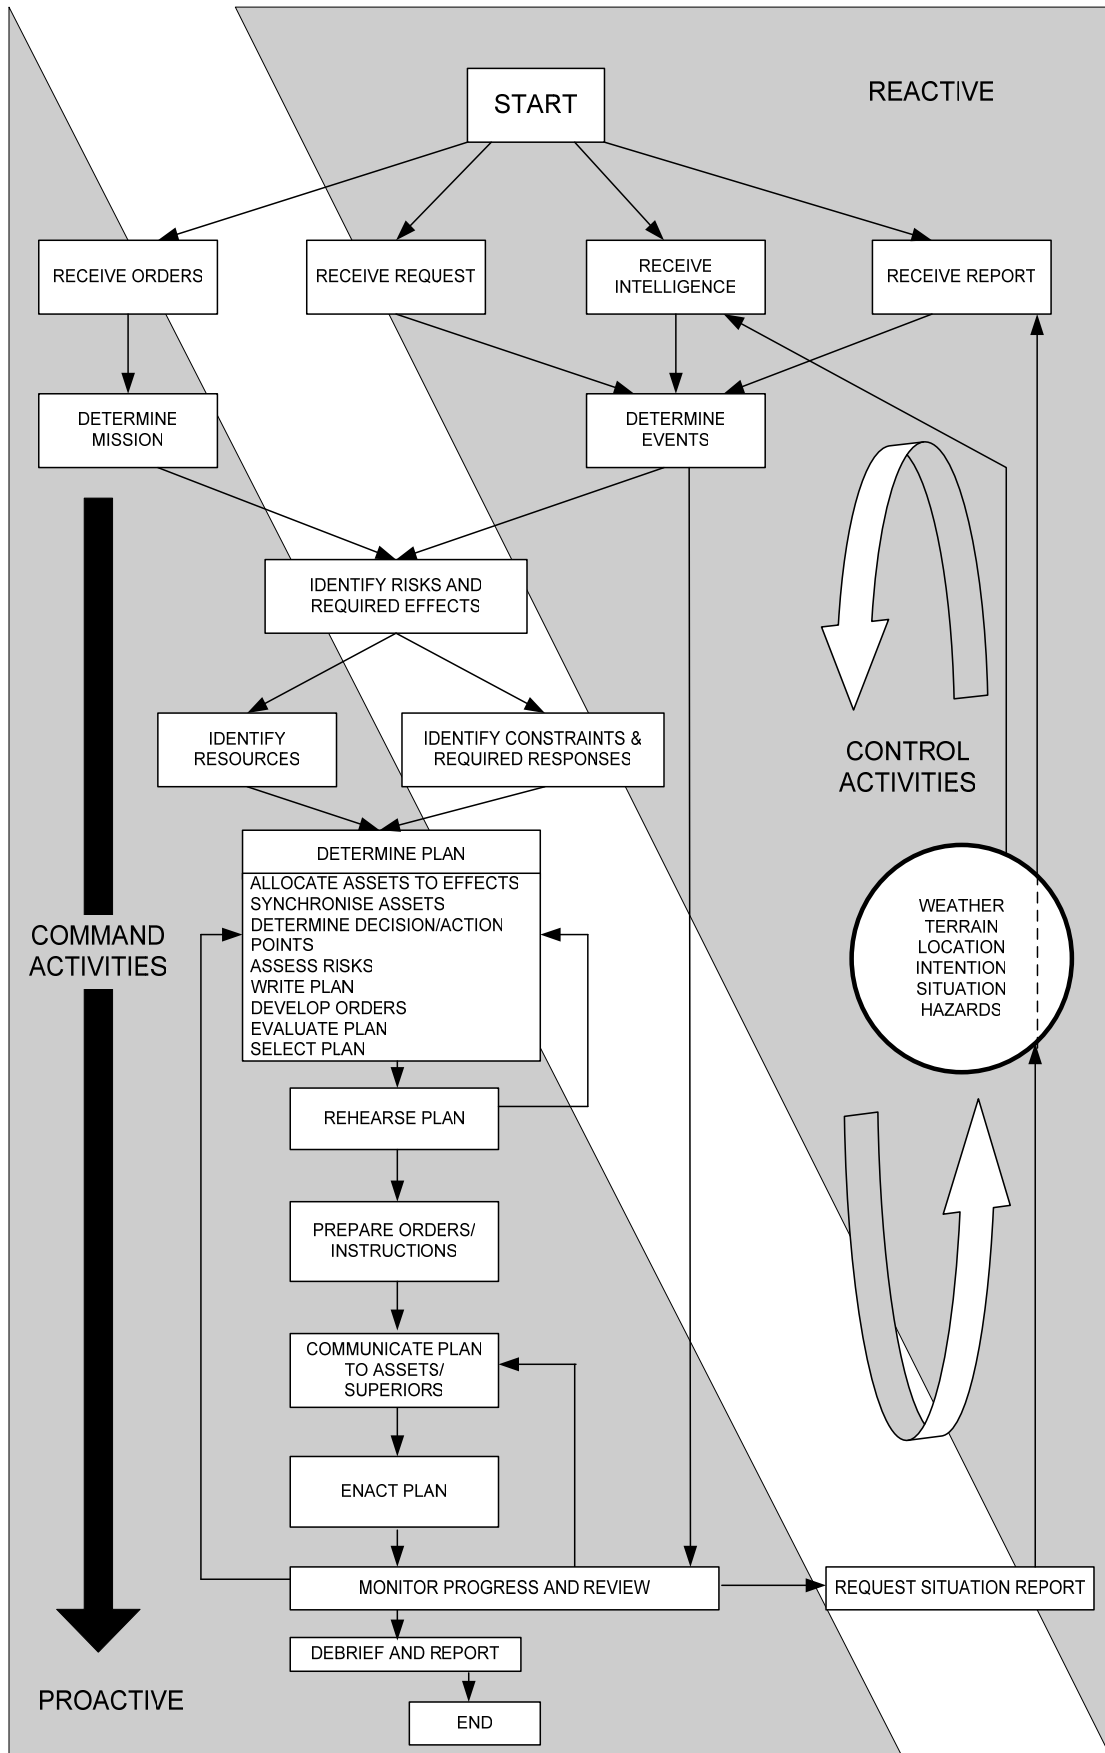 START
REACTIVE
RECEIVE ORDERS
RECEIVE REQUEST
RECEIVE
INTELLIGENCE
RECEIVE REPORT
DETERMINE
MISSION
DETERMINE
EVENTS
IDENTIFY RISKS AND
REQUIRED EFFECTS
IDENTIFY
RESOURCES
IDENTIFY CONSTRAINTS &
REQUIRED RESPONSES
CONTROL
ACTIVITIES
DETERMINE PLAN
ALLOCATE ASSETS TO EFFECTS
SYNCHRONISE ASSETS
DETERMINE DECISION/ACTION
POINTS
ASSESS RISKS
WRITE PLAN
DEVELOP ORDERS
EVALUATE PLAN
SELECT PLAN
COMMAND
ACTIVITIES
WEATHER
TERRAIN
LOCATION
INTENTION
SITUATION
HAZARDS
REHEARSE PLAN
PREPARE ORDERS/
INSTRUCTIONS
COMMUNICATE PLAN
TO ASSETS/
SUPERIORS
ENACT PLAN
MONITOR PROGRESS AND REVIEW
REQUEST SITUATION REPORT
DEBRIEF AND REPORT
PROACTIVE
END